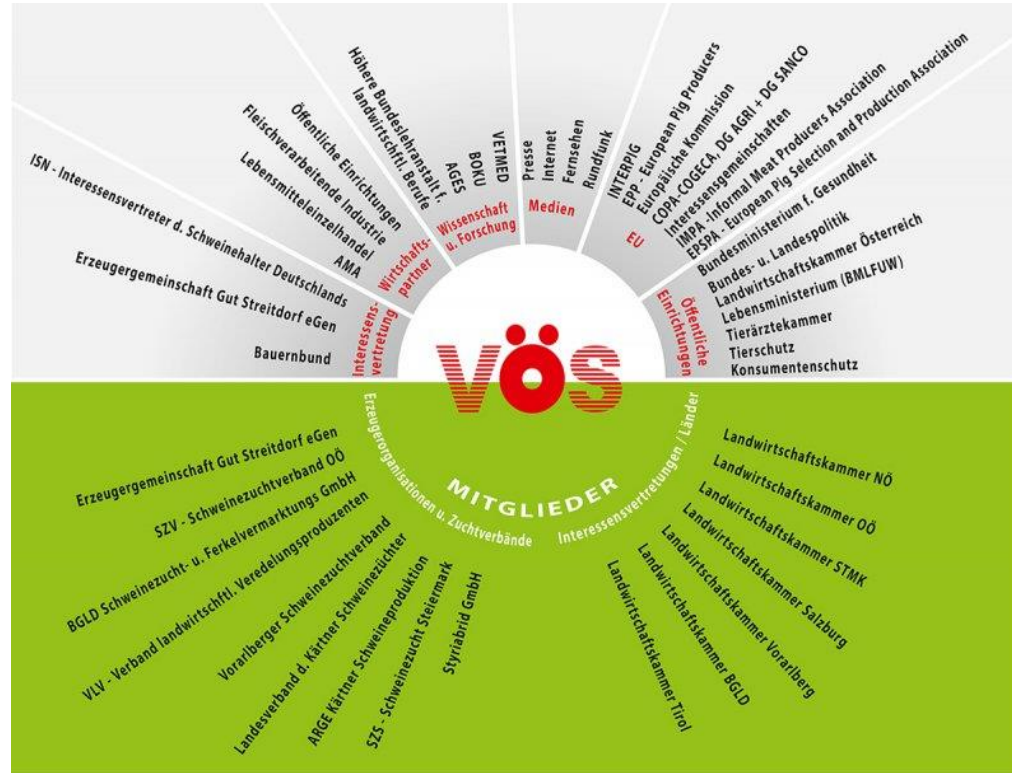 ISN - Interessensvertreter d. Schweinehalter Deutschlands
Erzeugergemeinschaft Gut Streitdorf eGen
Bauernbund
Interessens-
vertretung
Öffentliche Einrichtungen
Fleischverarbeitende Industrie
Lebensmitteleinzelhandel
AMA
Wirtschafts-
partner
Höhere Bundeslehranstalt f.
landwirtschftl. Berufe
AGES
BOKU
VETMED
Wissenschaft
u. Forschung
Presse
Internet
Fernsehen
Rundfunk
Medien
INTERPIG
EPP - European Pig Producers
Europäische Kommission
COPA-COGECA, DG AGRI + DG SANCO
Interessensgemeinschaften
IMPA -Informal Meat Producers Association
EPSPA - European Pig Selection and Production Association
EU
Bundesministerium f. Gesundheit
Bundes- u. Landespolitik
Landwirtschaftskammer Österreich
Lebensministerium (BMLFUW)
Tierärztekammer
Tierschutz
Konsumentenschutz
Öffentliche
Einrichtungen
VÖS
MITGLIEDER
Erzeugerorganisationen u. Zuchtverbände
Erzeugergemeinschaft Gut Streitdorf eGen
SZV - Schweinezuchtverband OÖ
BGLD Schweinezucht- u. Ferkelvermarktungs GmbH
VLV - Verband landwirtschftl. Veredelungsproduzenten
Vorarlberger Schweinezuchtverband
Landesverband d. Kärtner Schweinezüchter
ARGE Kärtner Schweineproduktion
SZS - Schweinezucht Steiermark
Styriabrid GmbH
Interessensvertretungen / Länder
Landwirtschaftskammer NÖ
Landwirtschaftskammer OÖ
Landwirtschaftskammer STMK
Landwirtschaftskammer Salzburg
Landwirtschaftskammer Vorarlberg
Landwirtschaftskammer BGLD
Landwirtschaftskammer Tirol